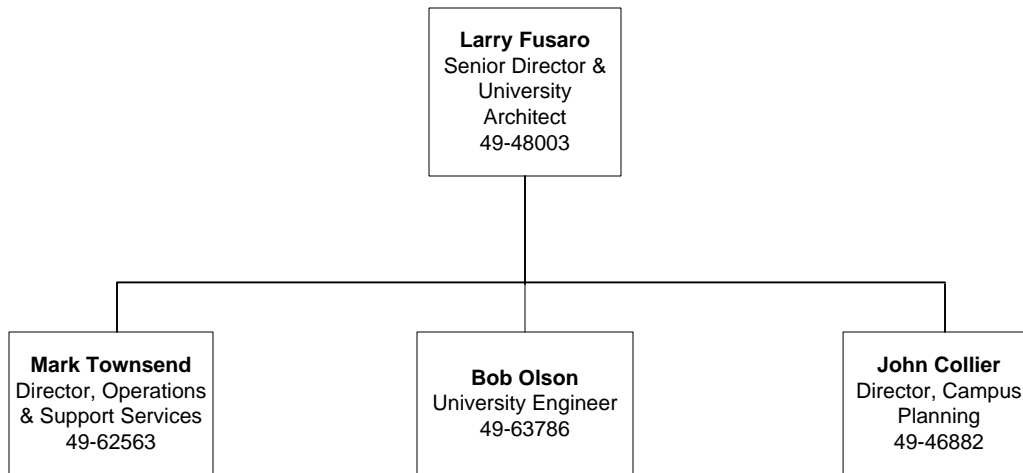 Larry Fusaro
Senior Director &
University
Architect
49-48003
Mark Townsend
Director, Operations
& Support Services
49-62563
Bob Olson
University Engineer
49-63786
John Collier
Director, Campus
Planning
49-46882